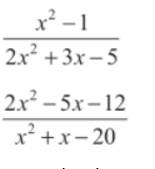 x² – 1
2x² + 3x – 5
2x² – 5x – 12
x² + x – 20